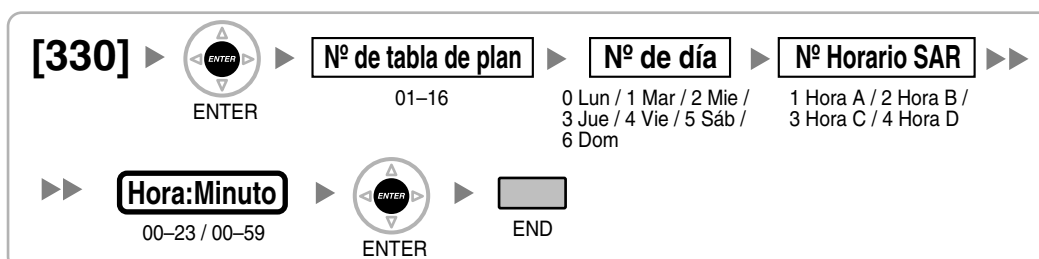 [330] ENTER Nº de tabla de plan Nº de día Nº Horario SAR
ENTER 01–16 0 Lun / 1 Mar / 2 Mie / 1 Hora A / 2 Hora B /
3 Jue / 4 Vie / 5 Sáb / 3 Hora C / 4 Hora D
6 Dom
Hora:Minuto ENTER
00–23 / 00–59 ENTER END